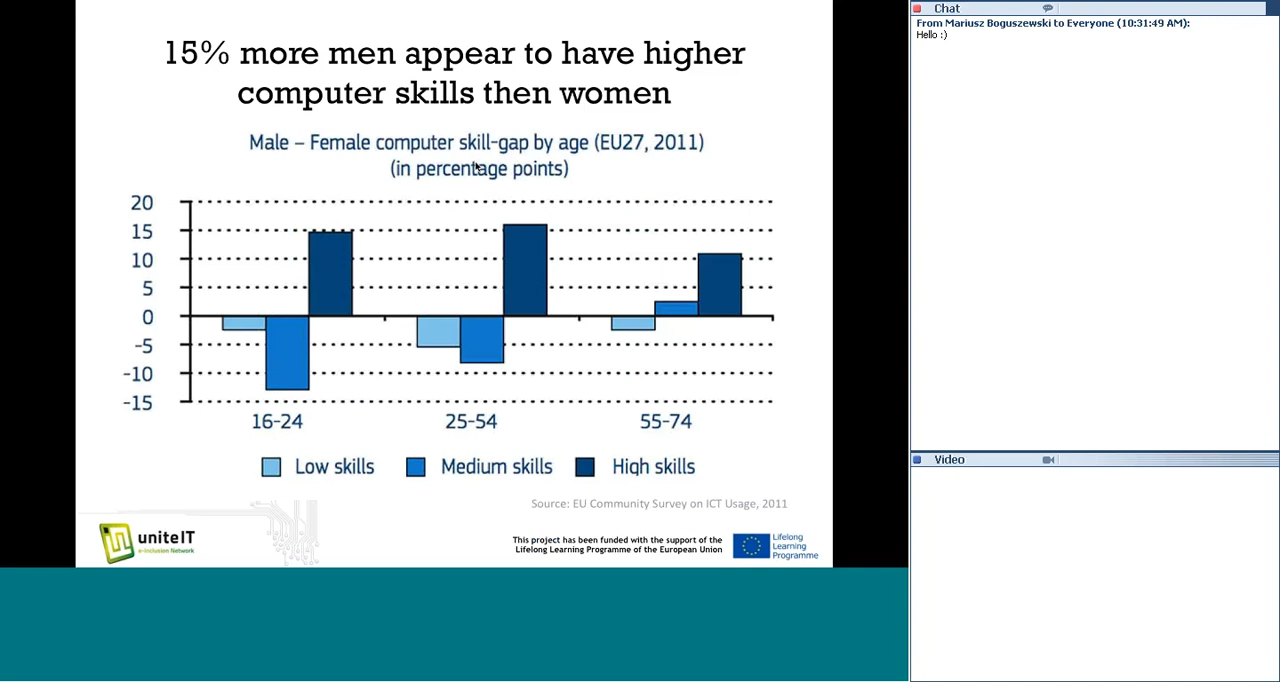 15% more men appear to have higher
computer skills then women
Male – Female computer skill-gap by age (EU27, 2011)
(in percentage points)
20
15
10
5
0
-5
-10
-15
16-24 25-54 55-74
Low skills Medium skills High skills
Source: EU Community Survey on ICT Usage, 2011
uniteIT
e-Inclusion Network
This project has been funded with the support of the
Lifelong Learning Programme of the European Union
Lifelong
Learning
Programme
Chat
From Mariusz Boguszewski to Everyone (10:31:49 AM):
Hello :)
Video